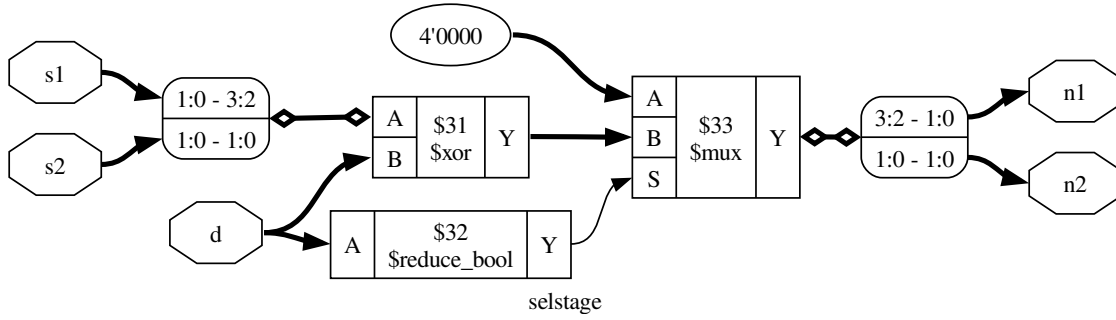 s1
s2
1:0 - 3:2
1:0 - 1:0
d
4'0000
A
B
$31
$xor
Y
A
$32
$reduce_bool
Y
A
B
S
$33
$mux
Y
3:2 - 1:0
1:0 - 1:0
n1
n2
selstage